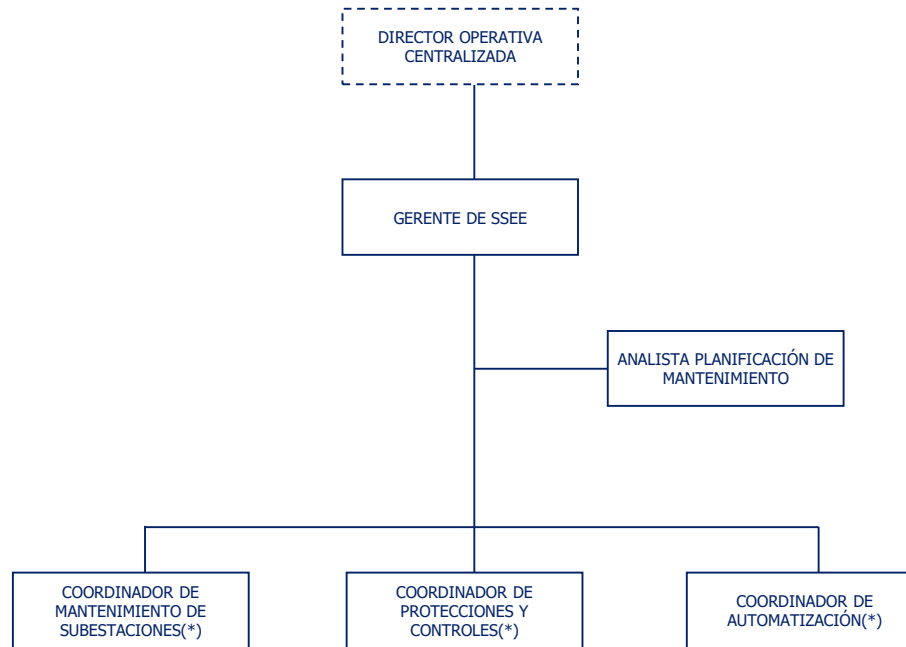 DIRECTOR OPERATIVA
CENTRALIZADA
GERENTE DE SSEE
ANALISTA PLANIFICACIÓN DE
MANTENIMIENTO
COORDINADOR DE
MANTENIMIENTO DE
SUBESTACIONES(*)
COORDINADOR DE
PROTECCIONES Y
CONTROLES(*)
COORDINADOR DE
AUTOMATIZACIÓN(*)